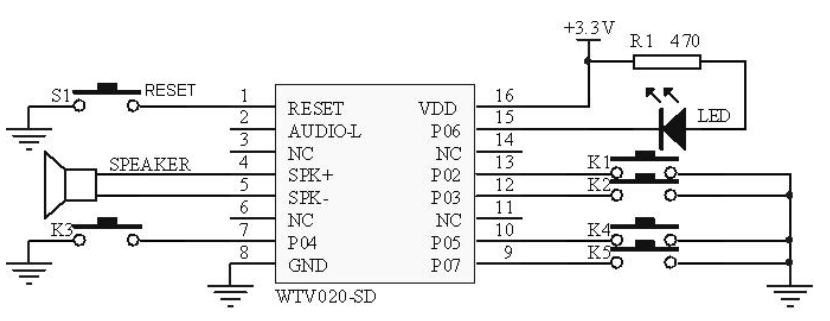 +3.3V
R1 470
S1 RESET
1 RESET VDD 16
2 AUDIO-L P06 15 LED
3 NC NC 14
SPEAKER 4 SPK+ P02 13 K1
5 SPK- P03 12 K2
6 NC NC 11
K3 7 P04 P05 10 K4
8 GND P07 9 K5
WTV020-SD